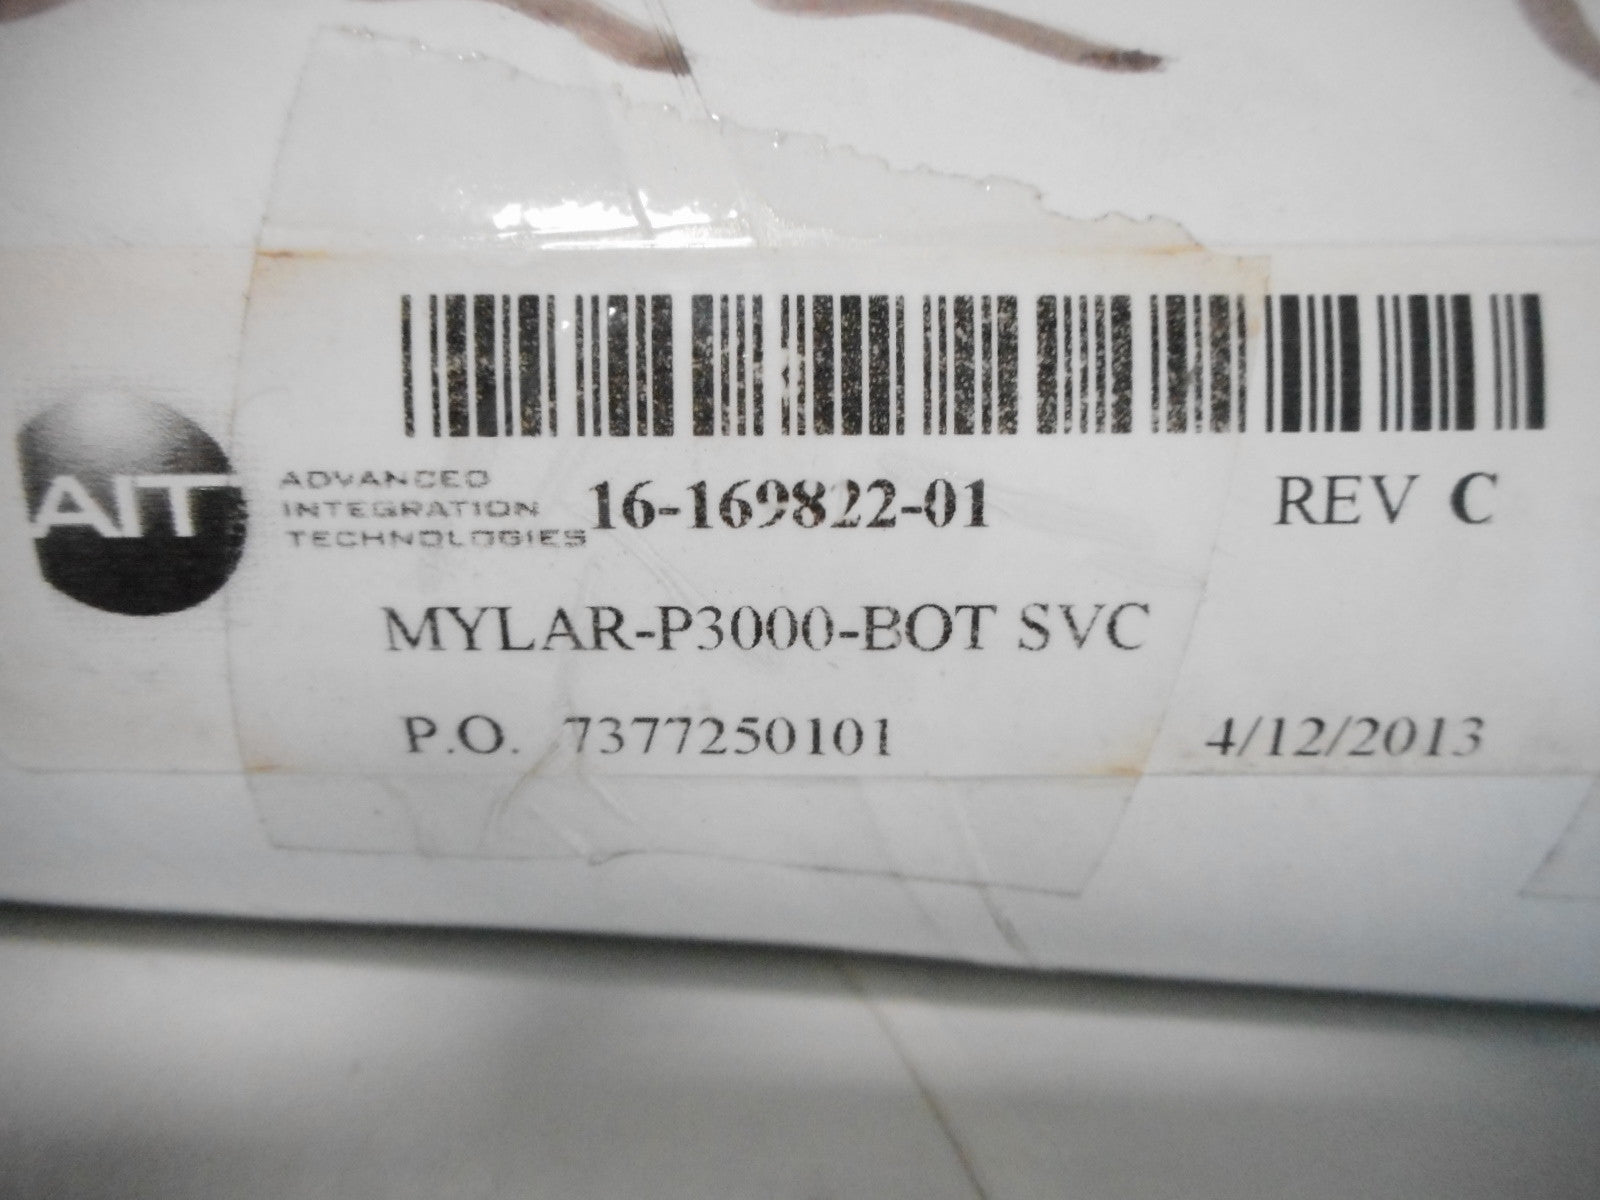 AIT
ADVANCED
INTEGRATION
TECHNOLOGIES
16-169822-01 REV C
MYLAR-P3000-BOT SVC
P.O. 7377250101 4/12/2013